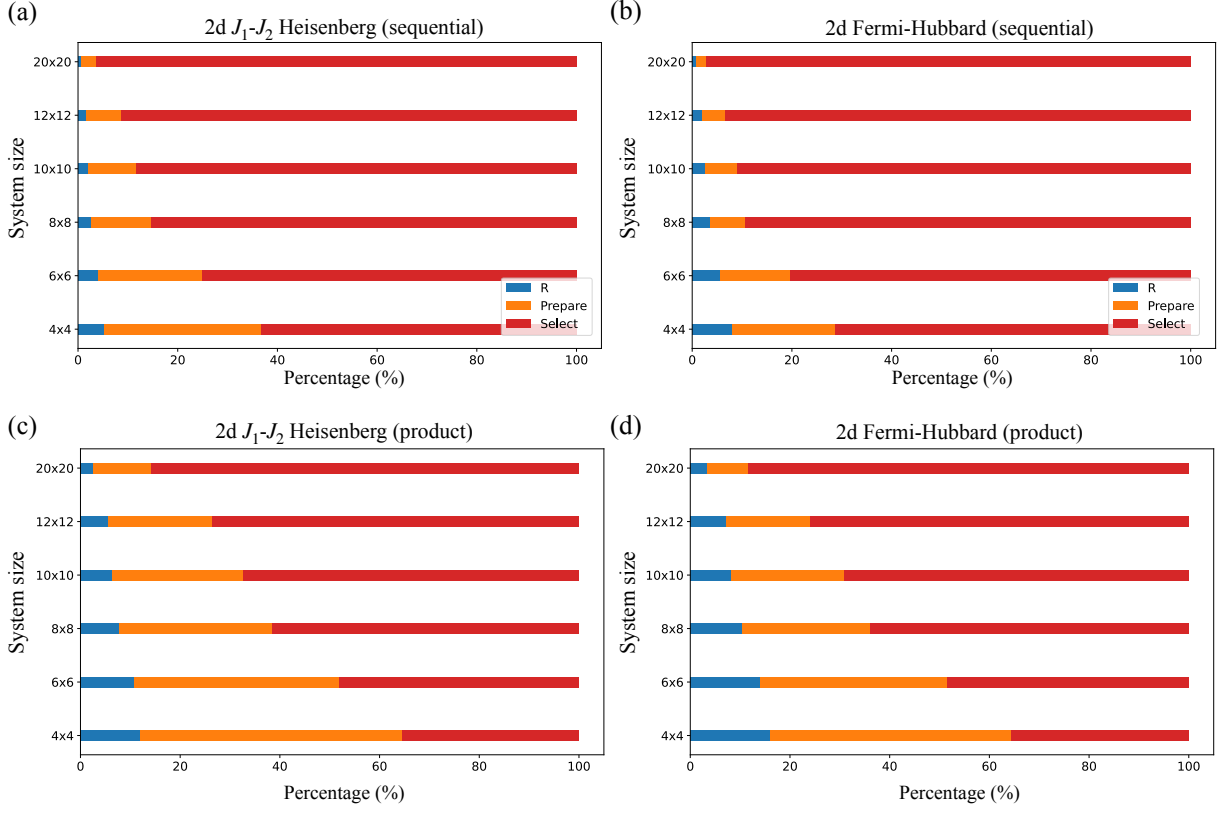 (a)
2d J₁-J₂ Heisenberg (sequential)
System size
20x20
12x12
10x10
8x8
6x6
4x4
R
Prepare
Select
0 20 40 60 80 100
Percentage (%)
(b)
2d Fermi-Hubbard (sequential)
System size
20x20
12x12
10x10
8x8
6x6
4x4
R
Prepare
Select
0 20 40 60 80 100
Percentage (%)
(c)
2d J₁-J₂ Heisenberg (product)
System size
20x20
12x12
10x10
8x8
6x6
4x4
0 20 40 60 80 100
Percentage (%)
(d)
2d Fermi-Hubbard (product)
System size
20x20
12x12
10x10
8x8
6x6
4x4
0 20 40 60 80 100
Percentage (%)